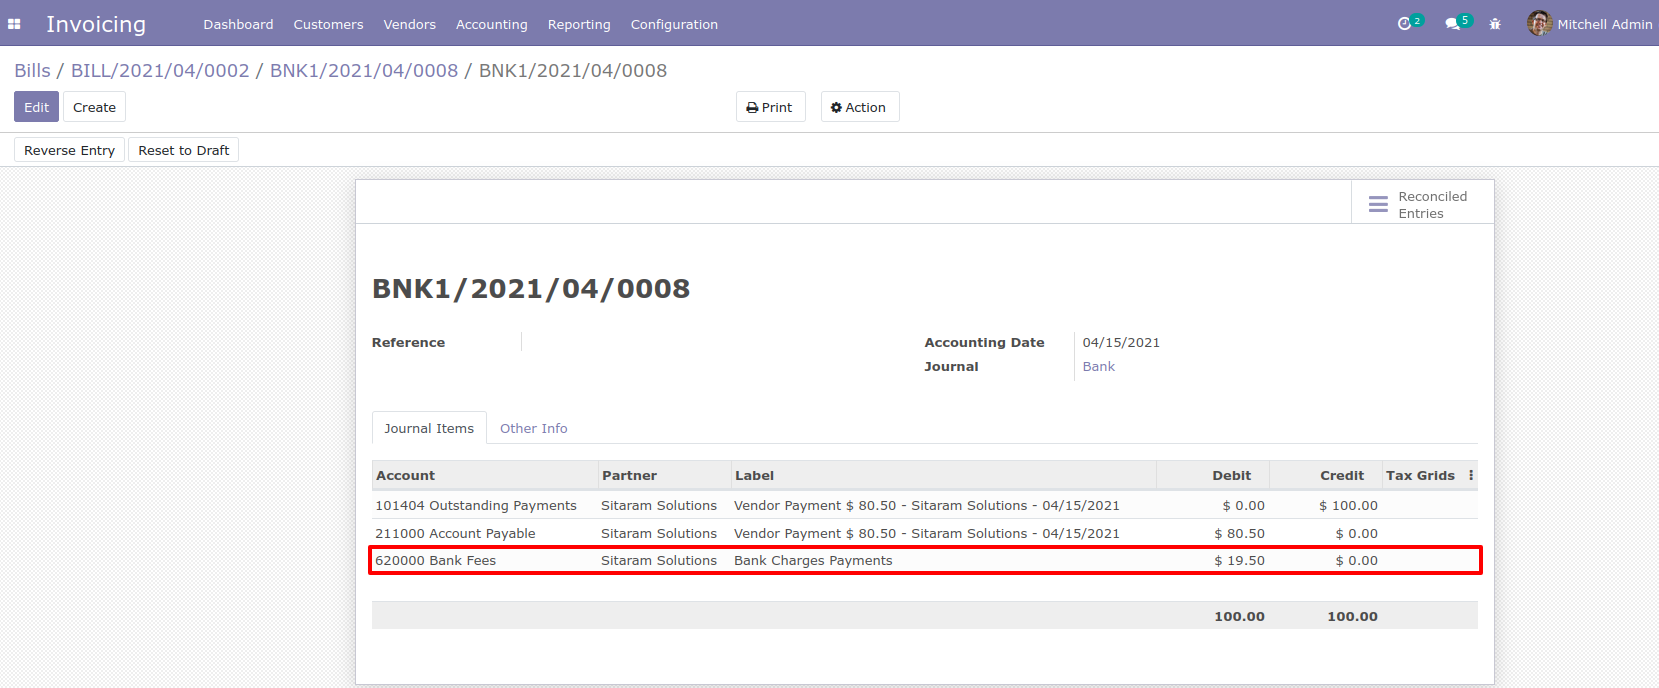 Invoicing Dashboard Customers Vendors Accounting Reporting Configuration 2 5 Mitchell Admin
Bills / BILL/2021/04/0002 / BNK1/2021/04/0008 / BNK1/2021/04/0008
Edit Create Print Action
Reverse Entry Reset to Draft
Reconciled
Entries
BNK1/2021/04/0008
Reference Accounting Date 04/15/2021
Journal Bank
Journal Items Other Info
Account Partner Label Debit Credit Tax Grids
101404 Outstanding Payments Sitaram Solutions Vendor Payment $ 80.50 - Sitaram Solutions - 04/15/2021 $ 0.00 $ 100.00
211000 Account Payable Sitaram Solutions Vendor Payment $ 80.50 - Sitaram Solutions - 04/15/2021 $ 80.50 $ 0.00
620000 Bank Fees Sitaram Solutions Bank Charges Payments $ 19.50 $ 0.00
100.00 100.00